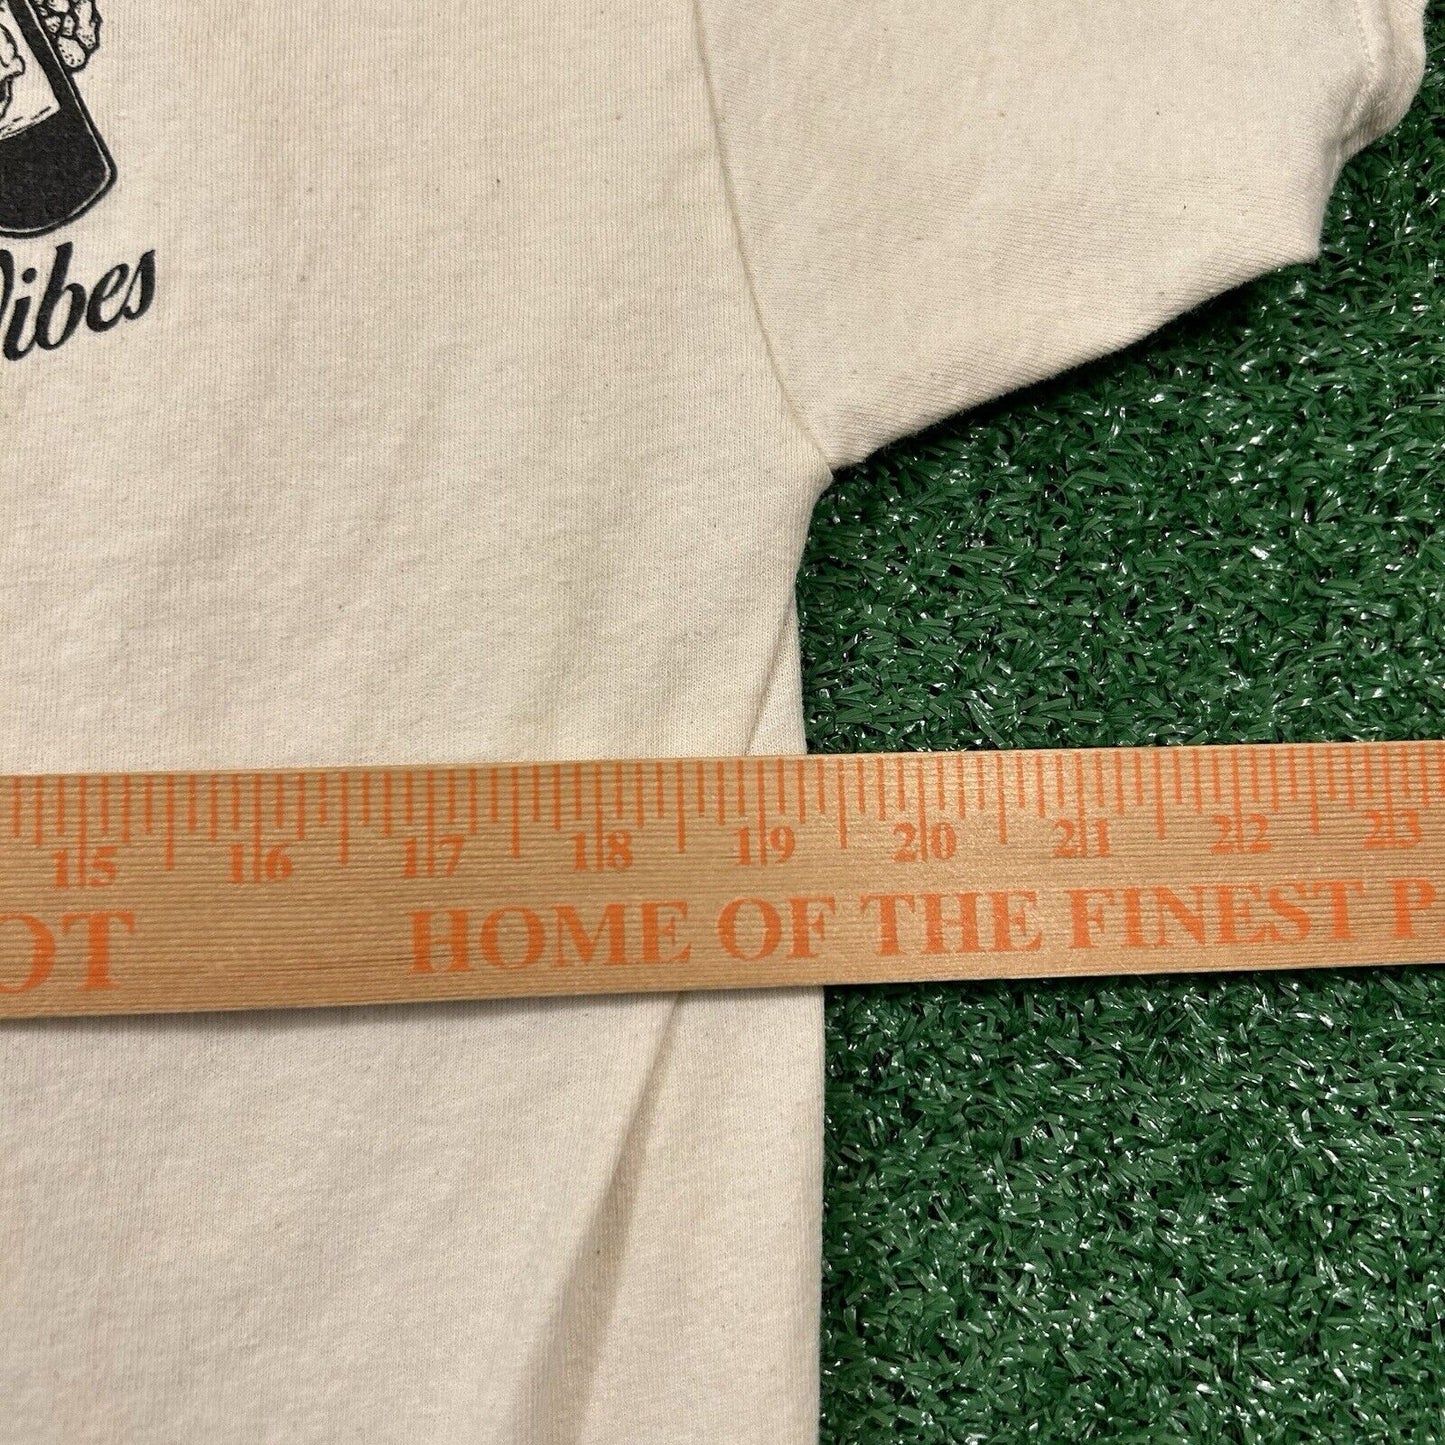 Vibes
15 16 17 18 19 20 21 22 23
OT HOME OF THE FINEST P